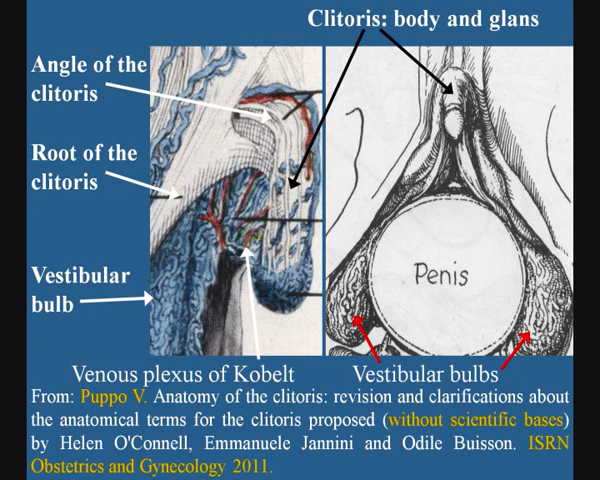 Clitoris: body and glans
Angle of the
clitoris
Root of the
clitoris
Vestibular
bulb
Penis
Venous plexus of Kobelt
Vestibular bulbs
From: Puppo V. Anatomy of the clitoris: revision and clarifications about
the anatomical terms for the clitoris proposed (without scientific bases)
by Helen O'Connell, Emmanuele Jannini and Odile Buisson. ISRN
Obstetrics and Gynecology 2011.